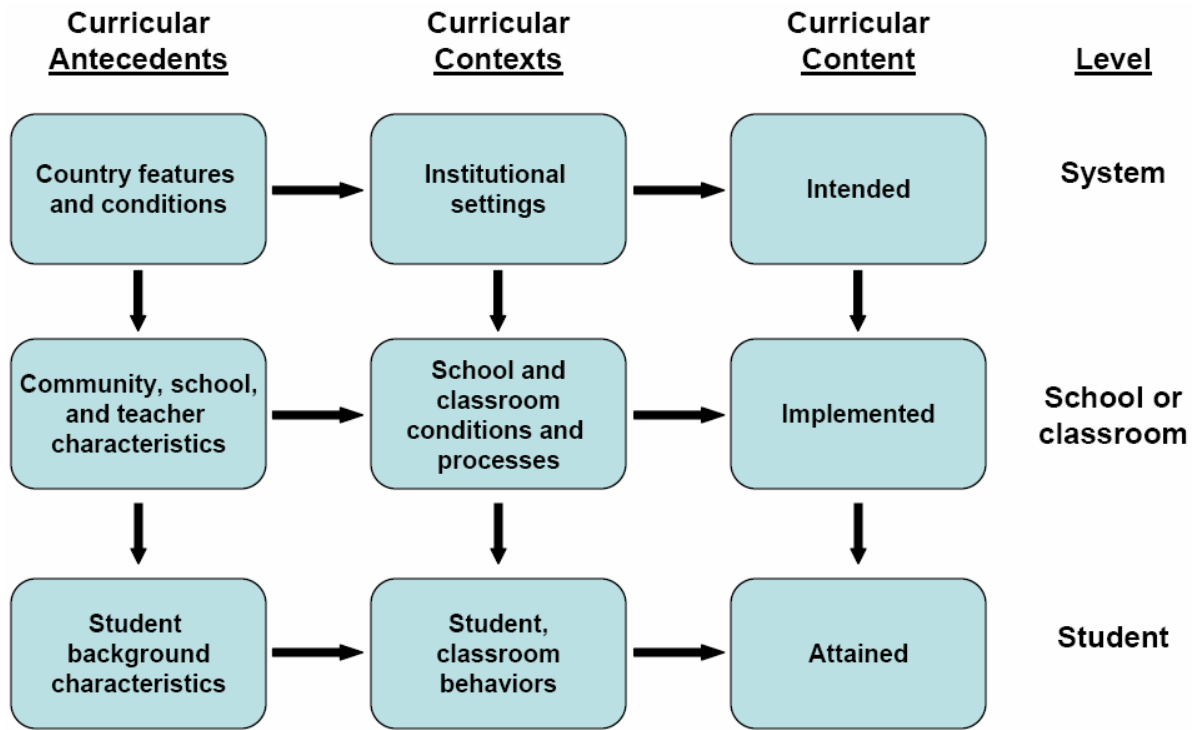 Curricular
Antecedents
Curricular
Contexts
Curricular
Content
Level
Country features
and conditions
Institutional
settings
Intended
System
Community, school,
and teacher
characteristics
School and
classroom
conditions and
processes
Implemented
School or
classroom
Student
background
characteristics
Student,
classroom
behaviors
Attained
Student